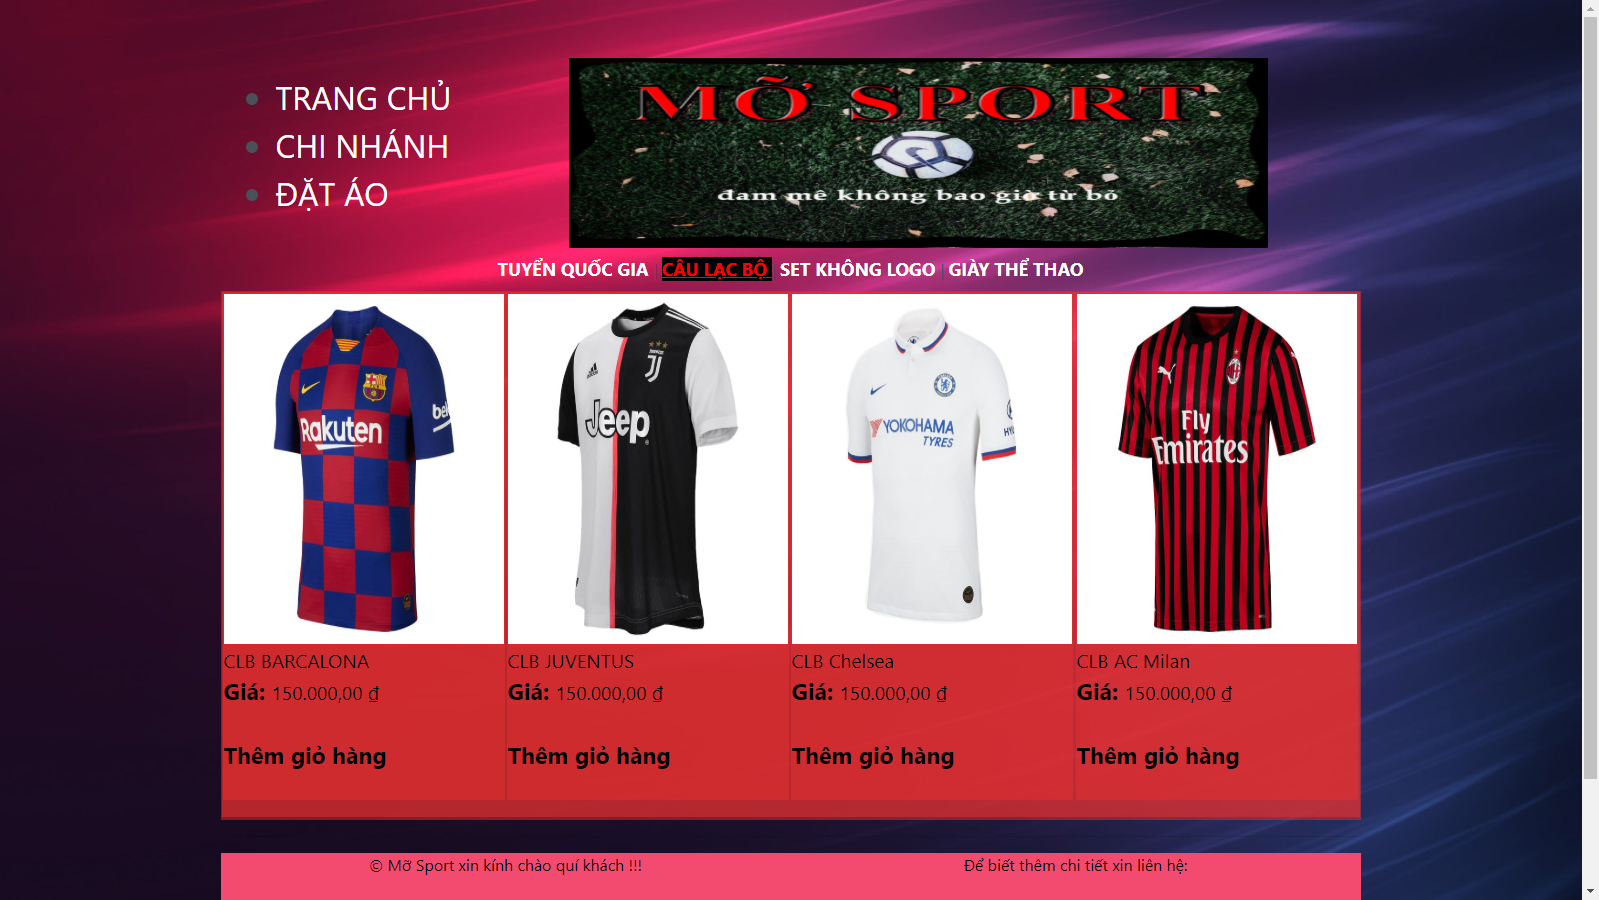 TRANG CHỦ
CHI NHÁNH
ĐẶT ÁO
MỠ SPORT
đam mê không bao giờ từ bỏ
TUYỂN QUỐC GIA | CÂU LẠC BỘ | SET KHÔNG LOGO | GIÀY THỂ THAO
Rakuten
beko
JUVENTUS
Jeep
YOKOHAMA
TYRES
Fly
Emirates
CLB BARCALONA
Giá: 150.000,00 ₫
Thêm giỏ hàng
CLB JUVENTUS
Giá: 150.000,00 ₫
Thêm giỏ hàng
CLB Chelsea
Giá: 150.000,00 ₫
Thêm giỏ hàng
CLB AC Milan
Giá: 150.000,00 ₫
Thêm giỏ hàng
© Mỡ Sport xin kính chào quí khách !!!
Để biết thêm chi tiết xin liên hệ: